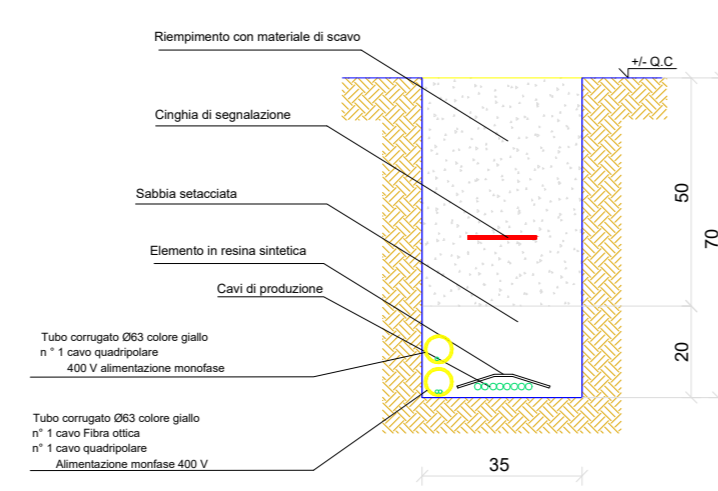 Riempimento con materiale di scavo
+/- Q.C
Cinghia di segnalazione
Sabbia setacciata
Elemento in resina sintetica
Cavi di produzione
Tubo corrugato Ø63 colore giallo
n ° 1 cavo quadripolare
400 V alimentazione monofase
Tubo corrugato Ø63 colore giallo
n° 1 cavo Fibra ottica
n° 1 cavo quadripolare
Alimentazione monfase 400 V
50
70
20
35